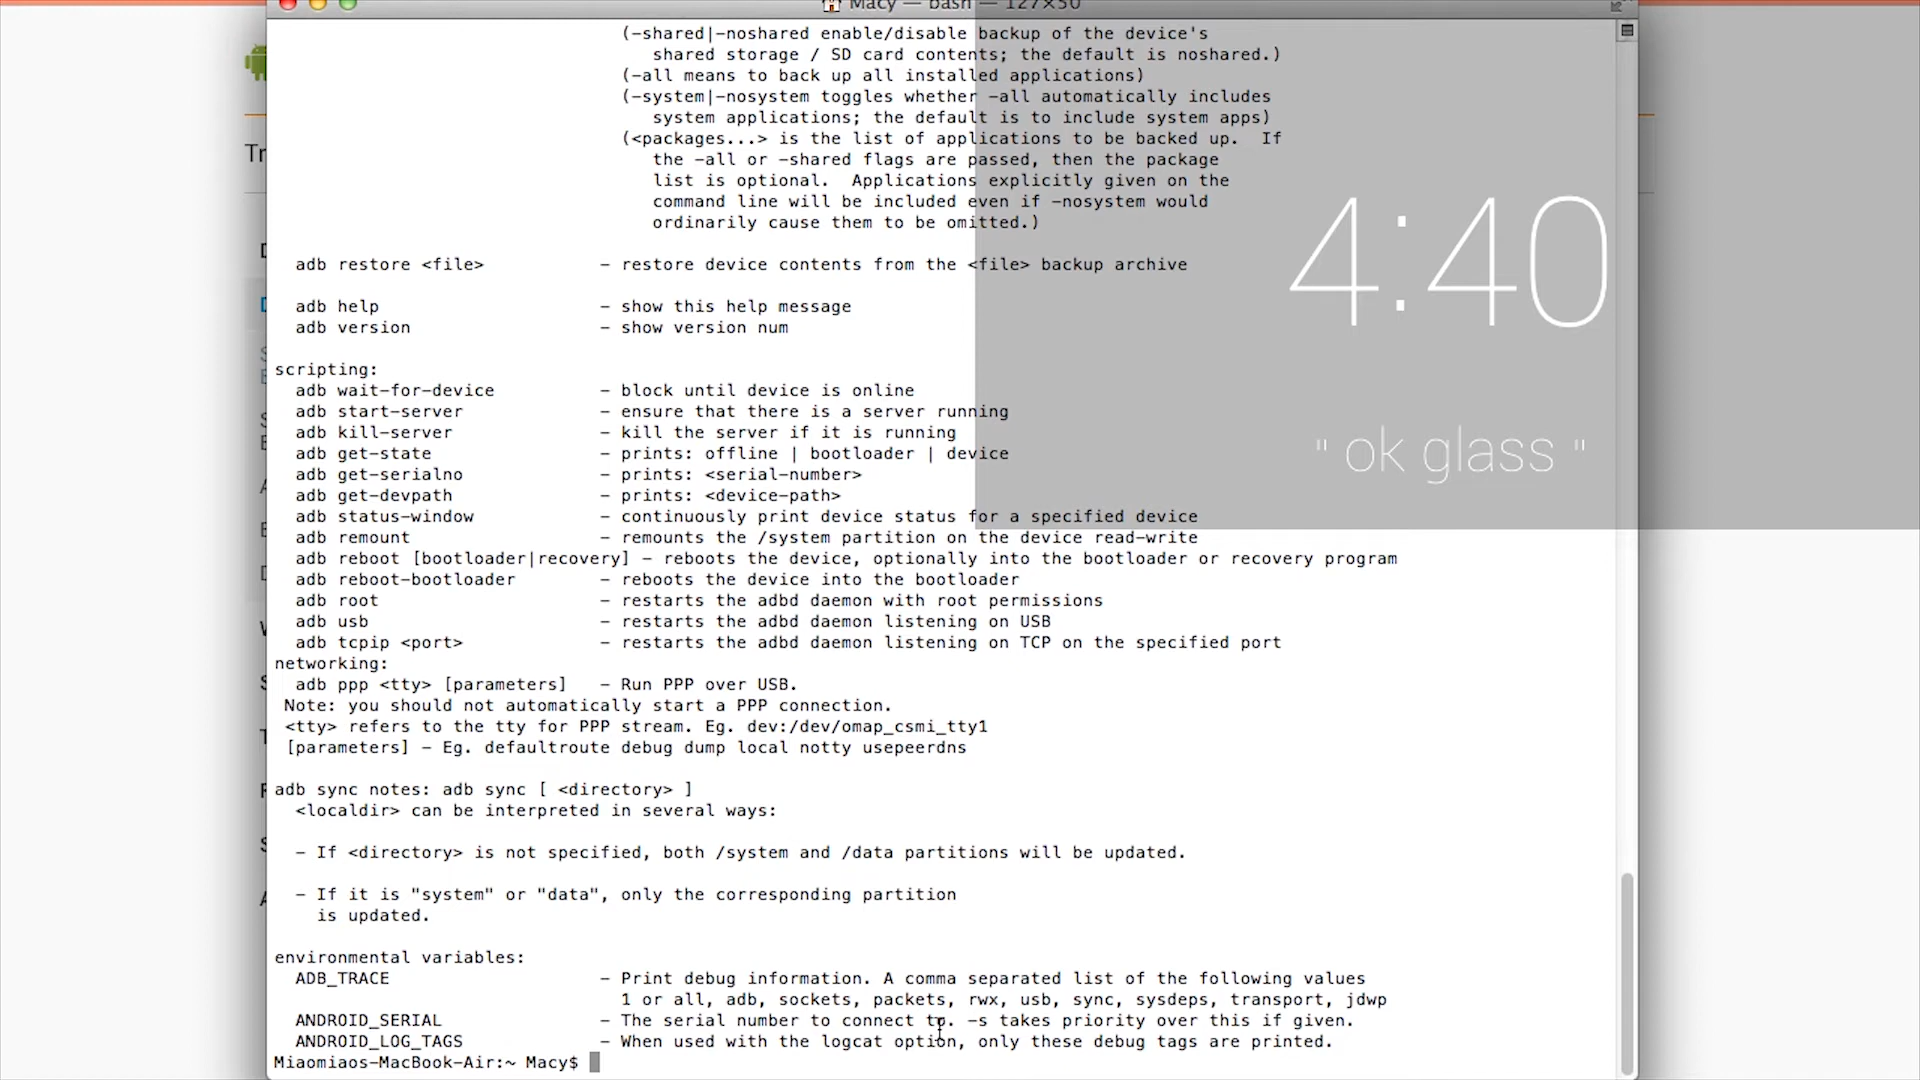 Macy — bash — 127×50
(-shared|-noshared enable/disable backup of the device's
shared storage / SD card contents; the default is noshared.)
(-all means to back up all installed applications)
(-system|-nosystem toggles whether -all automatically includes
system applications; the default is to include system apps)
(<packages...> is the list of applications to be backed up.  If
the -all or -shared flags are passed, then the package
list is optional.  Applications explicitly given on the
command line will be included even if -nosystem would
ordinarily cause them to be omitted.)
adb restore <file>           - restore device contents from the <file> backup archive
adb help                     - show this help message
adb version                  - show version num
scripting:
adb wait-for-device          - block until device is online
adb start-server             - ensure that there is a server running
adb kill-server              - kill the server if it is running
adb get-state                - prints: offline | bootloader | device
adb get-serialno             - prints: <serial-number>
adb get-devpath              - prints: <device-path>
adb status-window            - continuously print device status for a specified device
adb remount                  - remounts the /system partition on the device read-write
adb reboot [bootloader|recovery] - reboots the device, optionally into the bootloader or recovery program
adb reboot-bootloader        - reboots the device into the bootloader
adb root                     - restarts the adbd daemon with root permissions
adb usb                      - restarts the adbd daemon listening on USB
adb tcpip <port>             - restarts the adbd daemon listening on TCP on the specified port
networking:
adb ppp <tty> [parameters]   - Run PPP over USB.
Note: you should not automatically start a PPP connection.
<tty> refers to the tty for PPP stream. Eg. dev:/dev/omap_csmi_tty1
[parameters] - Eg. defaultroute debug dump local notty usepeerdns
adb sync notes: adb sync [ <directory> ]
<localdir> can be interpreted in several ways:
- If <directory> is not specified, both /system and /data partitions will be updated.
- If it is "system" or "data", only the corresponding partition
is updated.
environmental variables:
ADB_TRACE                    - Print debug information. A comma separated list of the following values
1 or all, adb, sockets, packets, rwx, usb, sync, sysdeps, transport, jdwp
ANDROID_SERIAL               - The serial number to connect to. -s takes priority over this if given.
ANDROID_LOG_TAGS             - When used with the logcat option, only these debug tags are printed.
Miaomiaos-MacBook-Air:~ Macy$
4:40
" ok glass "